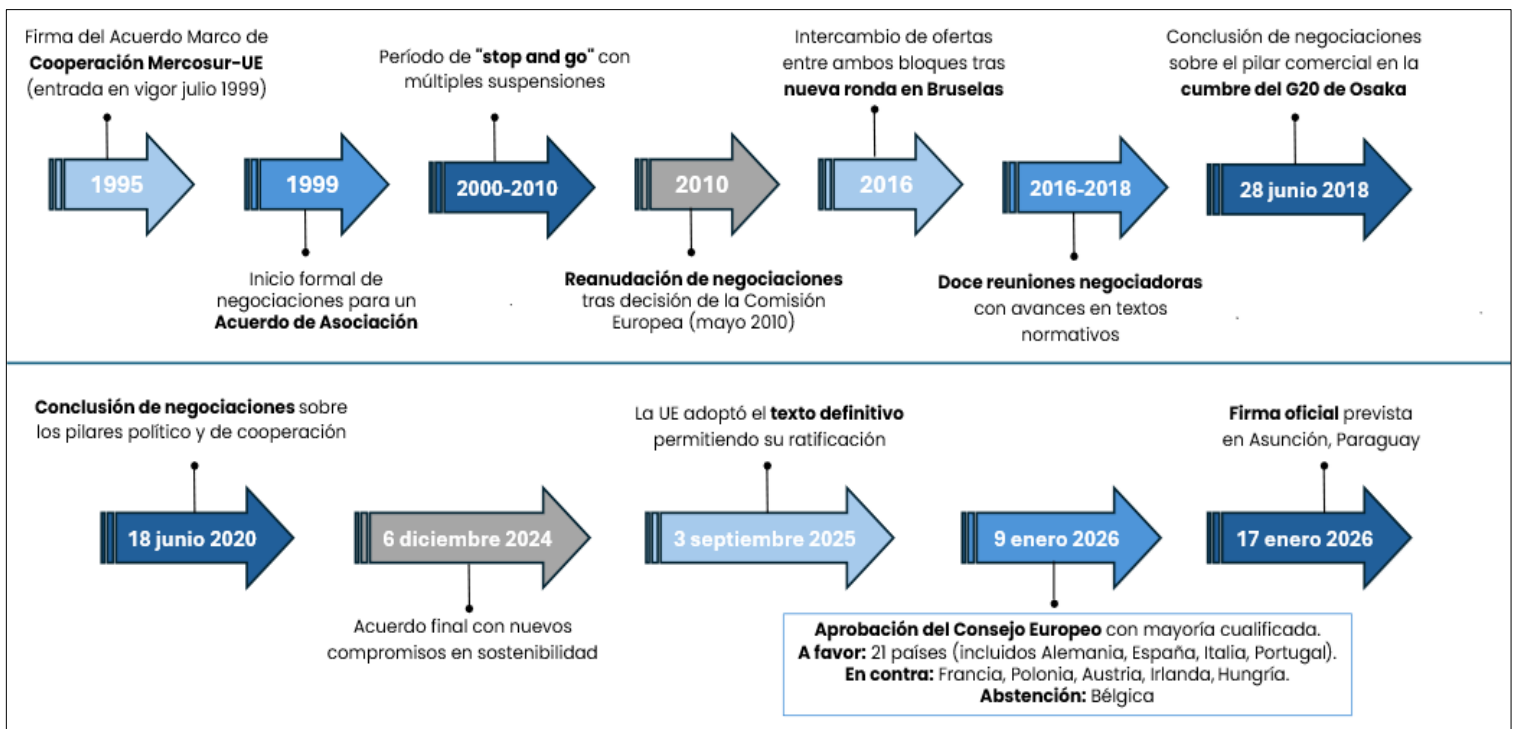 Firma del Acuerdo Marco de
Cooperación Mercosur-UE
(entrada en vigor julio 1999)
1995
1999
Inicio formal de
negociaciones para un
Acuerdo de Asociación
Período de "stop and go" con
múltiples suspensiones
2000-2010
2010
Reanudación de negociaciones
tras decisión de la Comisión
Europea (mayo 2010)
Intercambio de ofertas
entre ambos bloques tras
nueva ronda en Bruselas
2016
2016-2018
Doce reuniones negociadoras
con avances en textos
normativos
Conclusión de negociaciones
sobre el pilar comercial en la
cumbre del G20 de Osaka
28 junio 2018
Conclusión de negociaciones sobre
los pilares político y de cooperación
18 junio 2020
6 diciembre 2024
Acuerdo final con nuevos
compromisos en sostenibilidad
La UE adoptó el texto definitivo
permitiendo su ratificación
3 septiembre 2025
9 enero 2026
Aprobación del Consejo Europeo con mayoría cualificada.
A favor: 21 países (incluidos Alemania, España, Italia, Portugal).
En contra: Francia, Polonia, Austria, Irlanda, Hungría.
Abstención: Bélgica
Firma oficial prevista
en Asunción, Paraguay
17 enero 2026